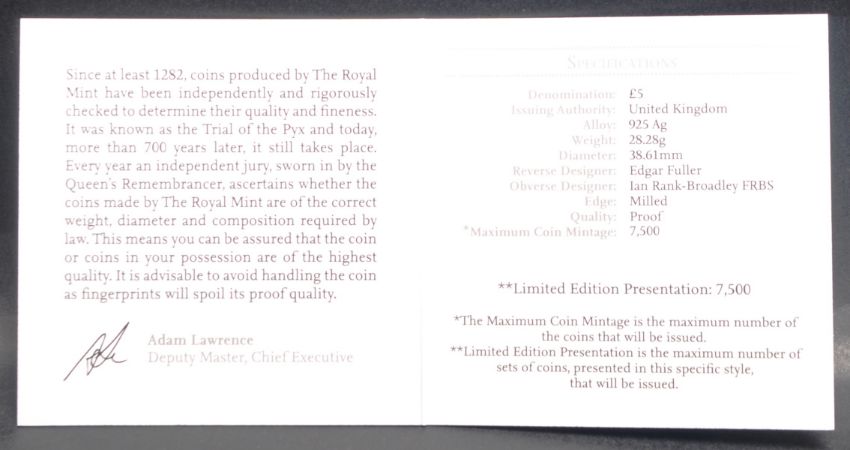 Since at least 1282, coins produced by The Royal
Mint have been independently and rigorously
checked to determine their quality and fineness.
It was known as the Trial of the Pyx and today,
more than 700 years later, it still takes place.
Every year an independent jury, sworn in by the
Queen's Remembrancer, ascertains whether the
coins made by The Royal Mint are of the correct
weight, diameter and composition required by
law. This means you can be assured that the coin
or coins in your possession are of the highest
quality. It is advisable to avoid handling the coin
as fingerprints will spoil its proof quality.
Adam Lawrence
Deputy Master, Chief Executive
Specifications
Denomination: £5
Issuing Authority: United Kingdom
Alloy: 925 Ag
Weight: 28.28g
Diameter: 38.61mm
Reverse Designer: Edgar Fuller
Obverse Designer: Ian Rank-Broadley FRBS
Edge: Milled
Quality: Proof
*Maximum Coin Mintage: 7,500
**Limited Edition Presentation: 7,500
*The Maximum Coin Mintage is the maximum number of
the coins that will be issued.
**Limited Edition Presentation is the maximum number of
sets of coins, presented in this specific style,
that will be issued.